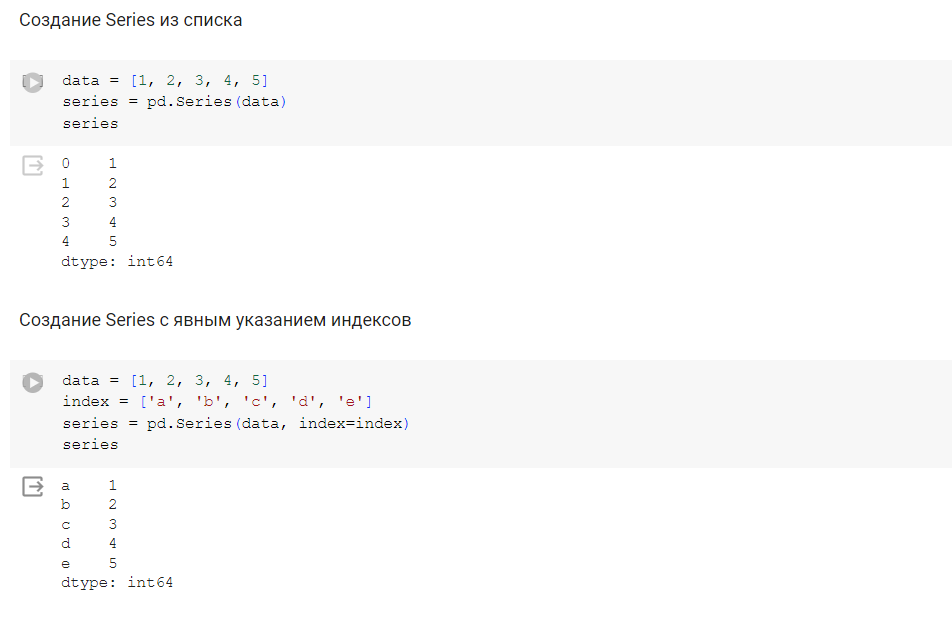 Создание Series из списка
data = [1, 2, 3, 4, 5]
series = pd.Series(data)
series
0    1
1    2
2    3
3    4
4    5
dtype: int64
Создание Series с явным указанием индексов
data = [1, 2, 3, 4, 5]
index = ['a', 'b', 'c', 'd', 'e']
series = pd.Series(data, index=index)
series
a    1
b    2
c    3
d    4
e    5
dtype: int64